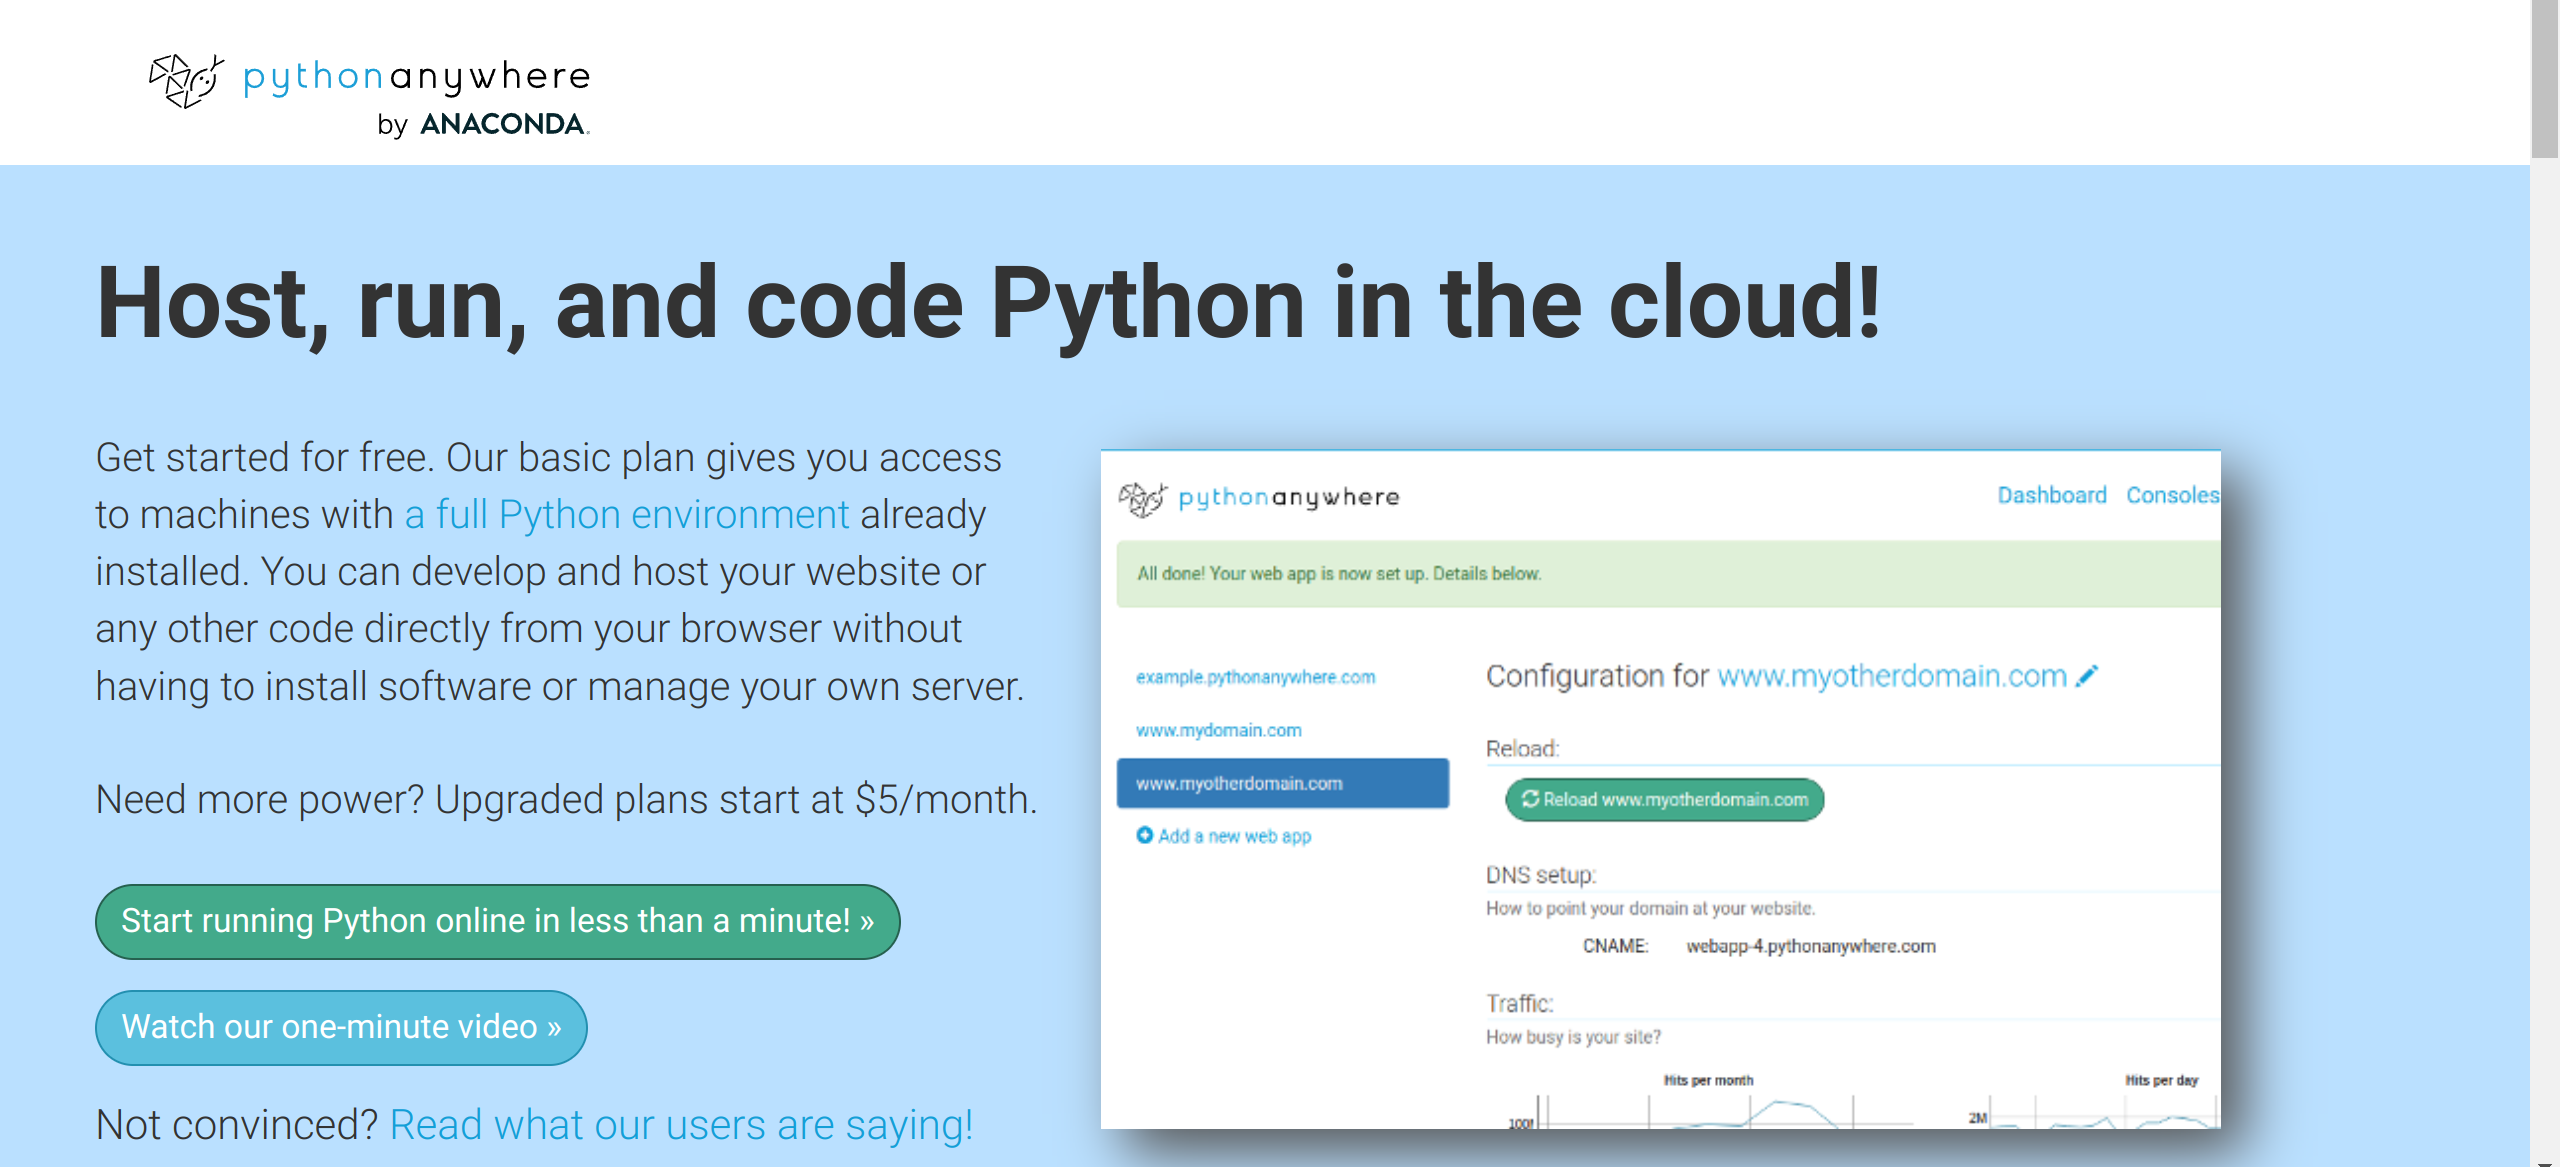 pythonanywhere
by ANACONDA.
Host, run, and code Python in the cloud!
Get started for free. Our basic plan gives you access
to machines with a full Python environment already
installed. You can develop and host your website or
any other code directly from your browser without
having to install software or manage your own server.
Need more power? Upgraded plans start at $5/month.
Start running Python online in less than a minute! »
Watch our one-minute video »
Not convinced? Read what our users are saying!
pythonanywhere
Dashboard Consoles
All done! Your web app is now set up. Details below.
example.pythonanywhere.com
www.mydomain.com
www.myotherdomain.com
Add a new web app
Configuration for www.myotherdomain.com
Reload:
Reload www.myotherdomain.com
DNS setup:
How to point your domain at your website.
CNAME: webapp-4.pythonanywhere.com
Traffic:
How busy is your site?
Hits per month
Hits per day
2M